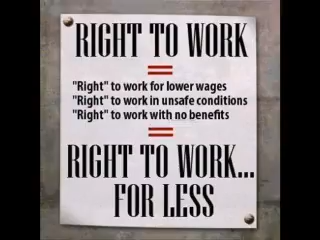 RIGHT TO WORK
=
"Right" to work for lower wages
"Right" to work in unsafe conditions
"Right" to work with no benefits
=
RIGHT TO WORK...
FOR LESS